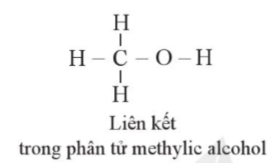 H
H – C – O – H
H
Liên kết
trong phân tử methylic alcohol